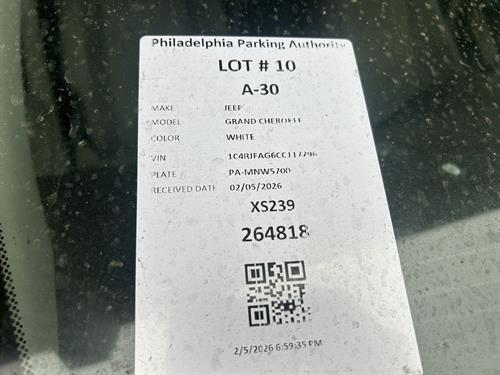 Philadelphia Parking Authority
LOT # 10
A-30
MAKE JEEP
MODEL GRAND CHEROKEE
COLOR WHITE
VIN
PLATE PA-MNW5700
RECEIVED DATE 02/05/2026
XS239
264818
2/5/2026 6:59:35 PM